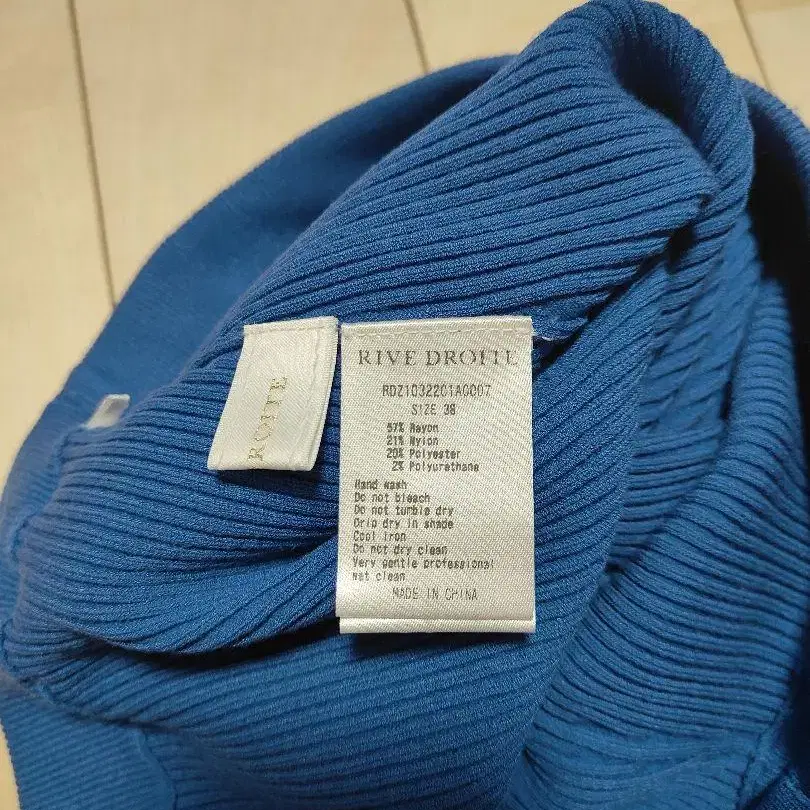 ROITE
RIVE DROITE
RDZ1032201A0007
SIZE 38
57% Rayon
21% Nylon
20% Polyester
2% Polyurethane
Hand wash
Do not bleach
Do not tumble dry
Drip dry in shade
Cool iron
Do not dry clean
Very gentle professional
wet clean
MADE IN CHINA